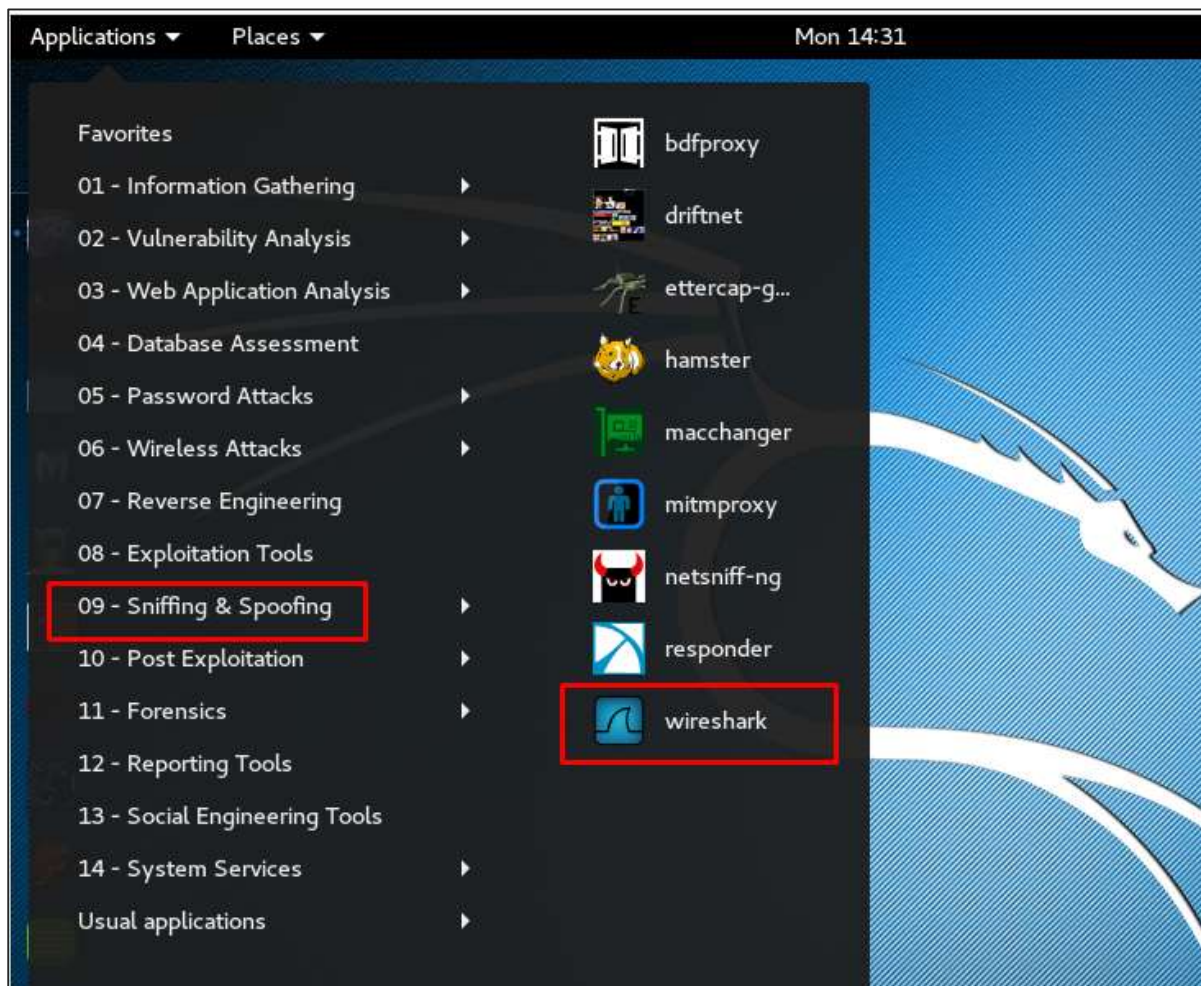 Applications Places Mon 14:31
Favorites
01 - Information Gathering
02 - Vulnerability Analysis
03 - Web Application Analysis
04 - Database Assessment
05 - Password Attacks
06 - Wireless Attacks
07 - Reverse Engineering
08 - Exploitation Tools
09 - Sniffing & Spoofing
10 - Post Exploitation
11 - Forensics
12 - Reporting Tools
13 - Social Engineering Tools
14 - System Services
Usual applications
bdfproxy
driftnet
ettercap-g...
hamster
macchanger
mitmproxy
netsniff-ng
responder
wireshark